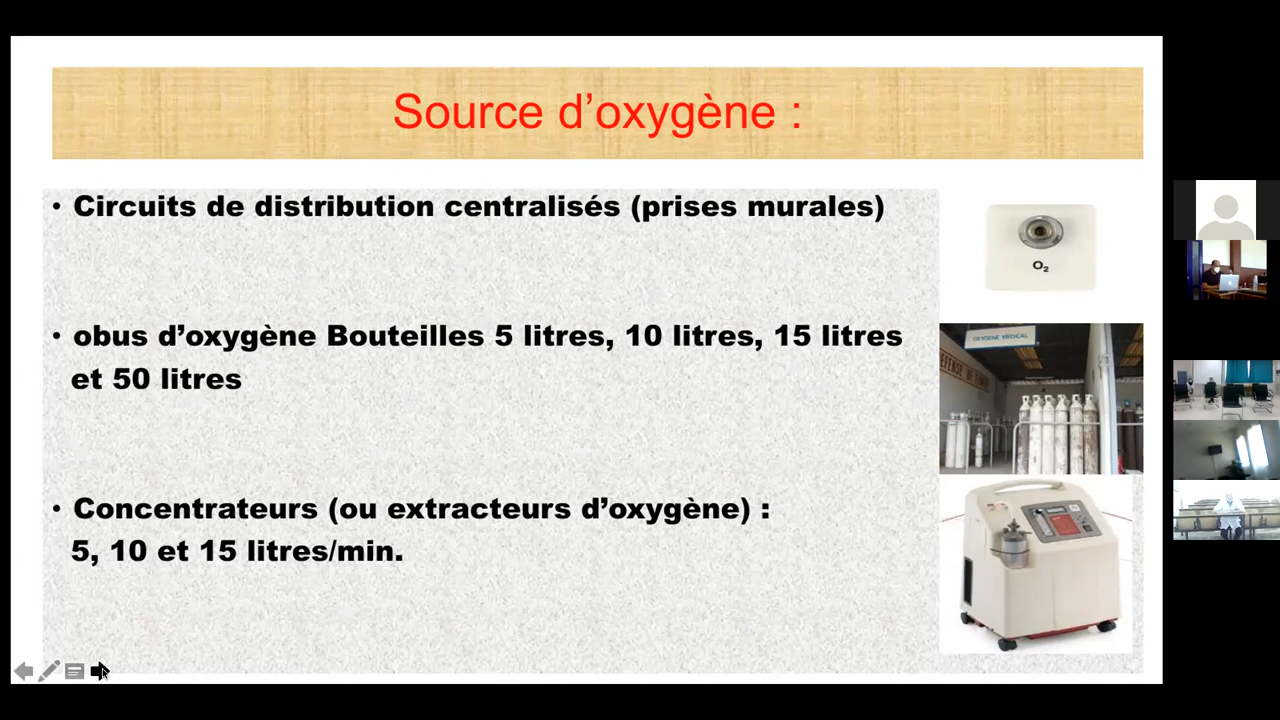 Source d’oxygène :
• Circuits de distribution centralisés (prises murales)
O₂
• obus d’oxygène Bouteilles 5 litres, 10 litres, 15 litres
et 50 litres
OXYGENE MEDICAL
• Concentrateurs (ou extracteurs d’oxygène) :
5, 10 et 15 litres/min.